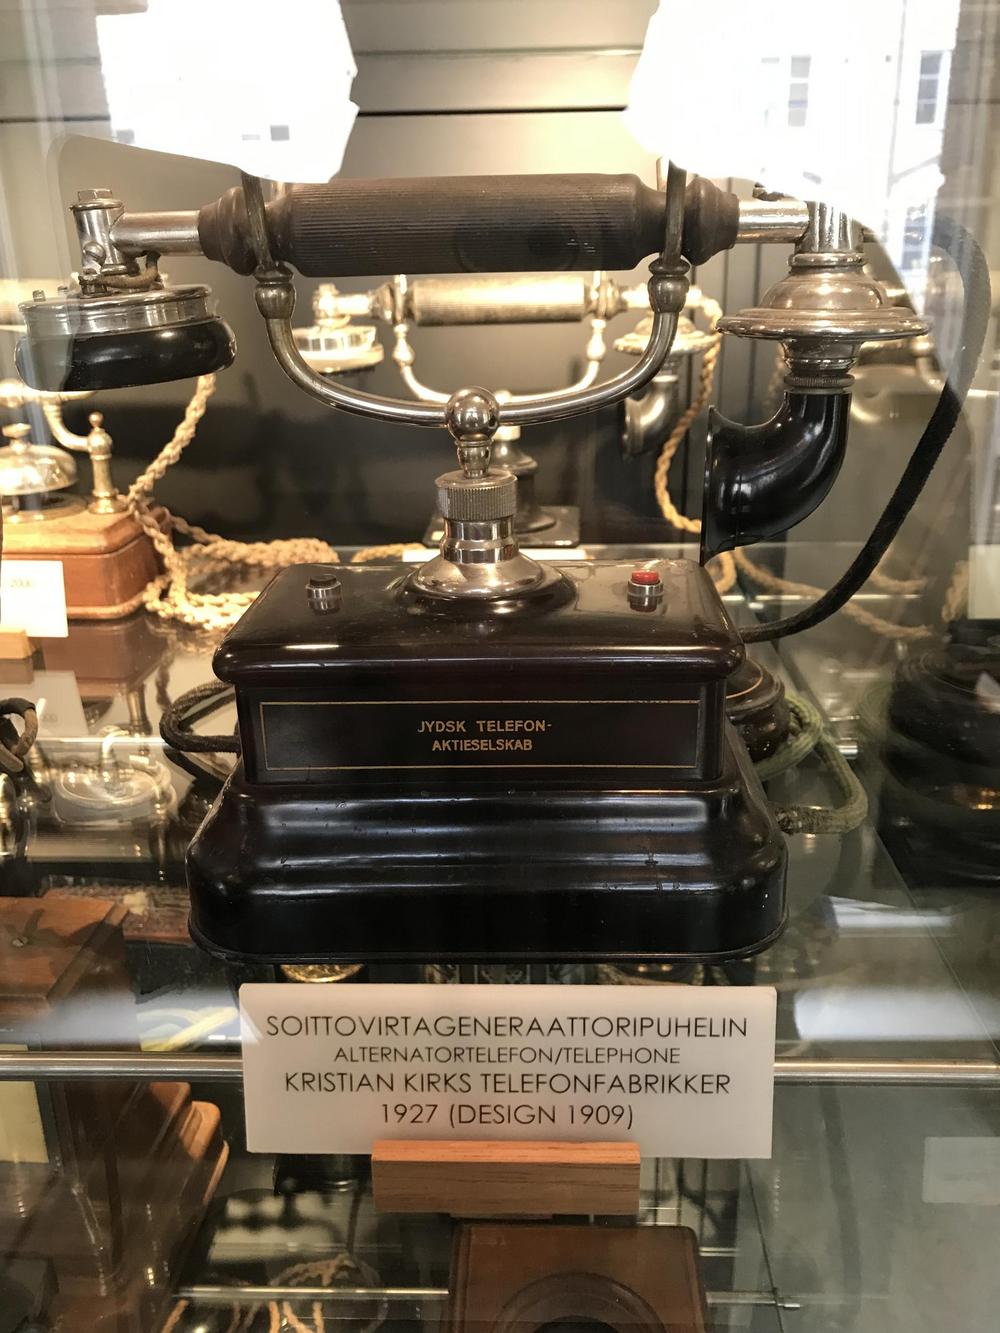 JYDSK TELEFON-
AKTIESELSKAB
SOITTOVIRTAGENERAATTORIPUHELIN
ALTERNATORTELEFON/TELEPHONE
KRISTIAN KIRKS TELEFONFABRIKKER
1927 (DESIGN 1909)